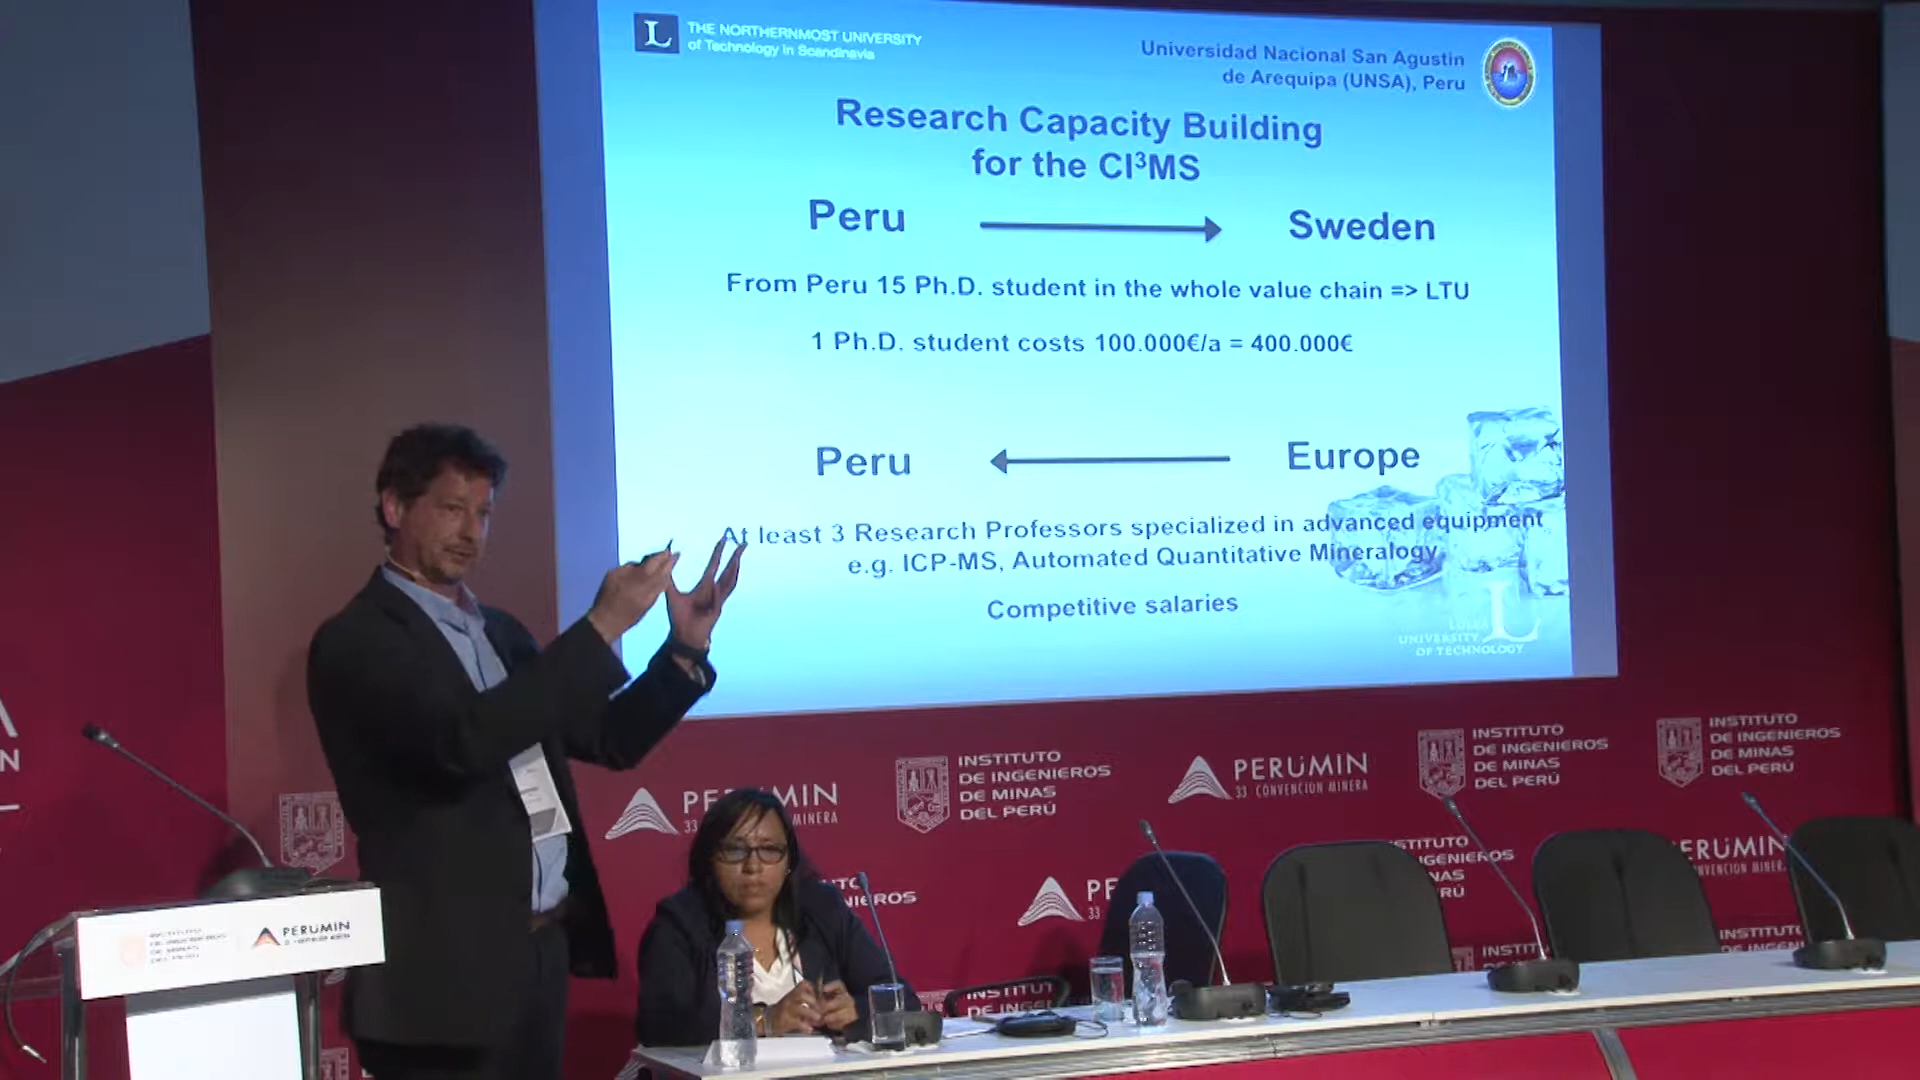 THE NORTHERNMOST UNIVERSITY
of Technology in Scandinavia
Universidad Nacional San Agustin
de Arequipa (UNSA), Peru
Research Capacity Building
for the CI³MS
Peru
Sweden
From Peru 15 Ph.D. student in the whole value chain => LTU
1 Ph.D. student costs 100.000€/a = 400.000€
Peru
Europe
At least 3 Research Professors specialized in advanced equipment
e.g. ICP-MS, Automated Quantitative Mineralogy
Competitive salaries
UNIVERSITY
OF TECHNOLOGY
INSTITUTO
DE INGENIEROS
DE MINAS
DEL PERÚ
INSTITUTO
DE INGENIEROS
DE MINAS
DEL PERÚ
PERÚMIN
33 CONVENCION MINERA
INSTITUTO
DE INGENIEROS
DE MINAS
DEL PERÚ
PERUMIN